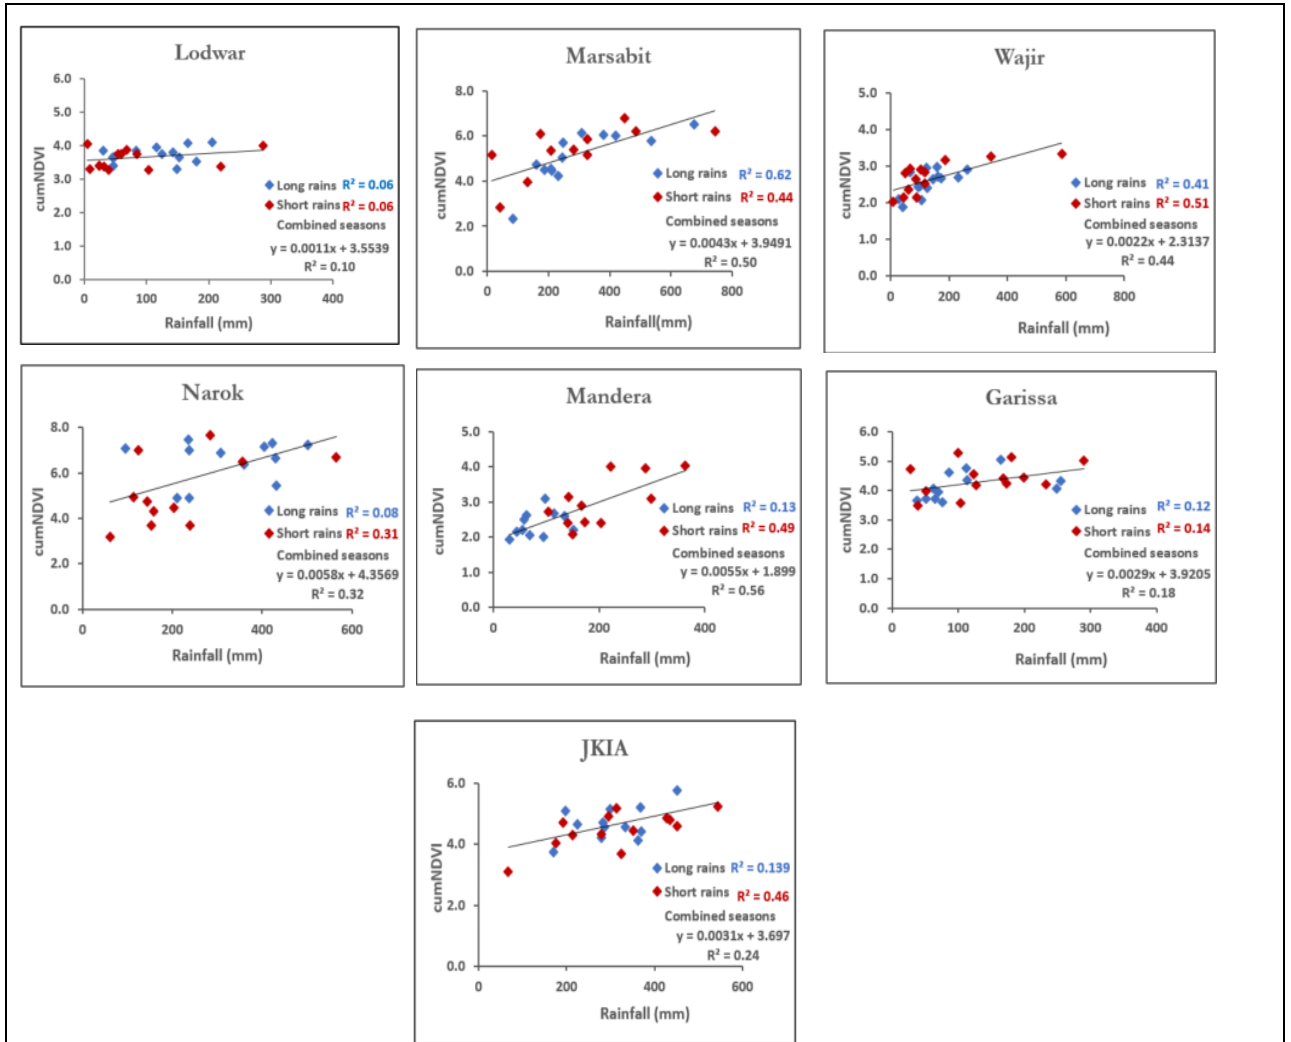 Lodwar
6.0
5.0
4.0
3.0
2.0
1.0
0.0
cumNDVI
Long rains R² = 0.06
Short rains R² = 0.06
Combined seasons
y = 0.0011x + 3.5539
R² = 0.10
0 100 200 300 400
Rainfall (mm)
Marsabit
8.0
6.0
4.0
2.0
0.0
cumNDVI
Long rains R² = 0.62
Short rains R² = 0.44
Combined seasons
y = 0.0043x + 3.9491
R² = 0.50
0 200 400 600 800
Rainfall(mm)
Wajir
5.0
4.0
3.0
2.0
1.0
0.0
cumNDVI
Long rains R² = 0.41
Short rains R² = 0.51
Combined seasons
y = 0.0022x + 2.3137
R² = 0.44
0 200 400 600 800
Rainfall (mm)
Narok
8.0
6.0
4.0
2.0
0.0
cumNDVI
Long rains R² = 0.08
Short rains R² = 0.31
Combined seasons
y = 0.0058x + 4.3569
R² = 0.32
0 200 400 600
Rainfall (mm)
Mandera
5.0
4.0
3.0
2.0
1.0
0.0
cumNDVI
Long rains R² = 0.13
Short rains R² = 0.49
Combined seasons
y = 0.0055x + 1.899
R² = 0.56
0 200 400
Rainfall (mm)
Garissa
6.0
5.0
4.0
3.0
2.0
1.0
0.0
cumNDVI
Long rains R² = 0.12
Short rains R² = 0.14
Combined seasons
y = 0.0029x + 3.9205
R² = 0.18
0 100 200 300 400
Rainfall (mm)
JKIA
6.0
4.0
2.0
0.0
cumNDVI
Long rains R² = 0.139
Short rains R² = 0.46
Combined seasons
y = 0.0031x + 3.697
R² = 0.24
0 200 400 600
Rainfall (mm)